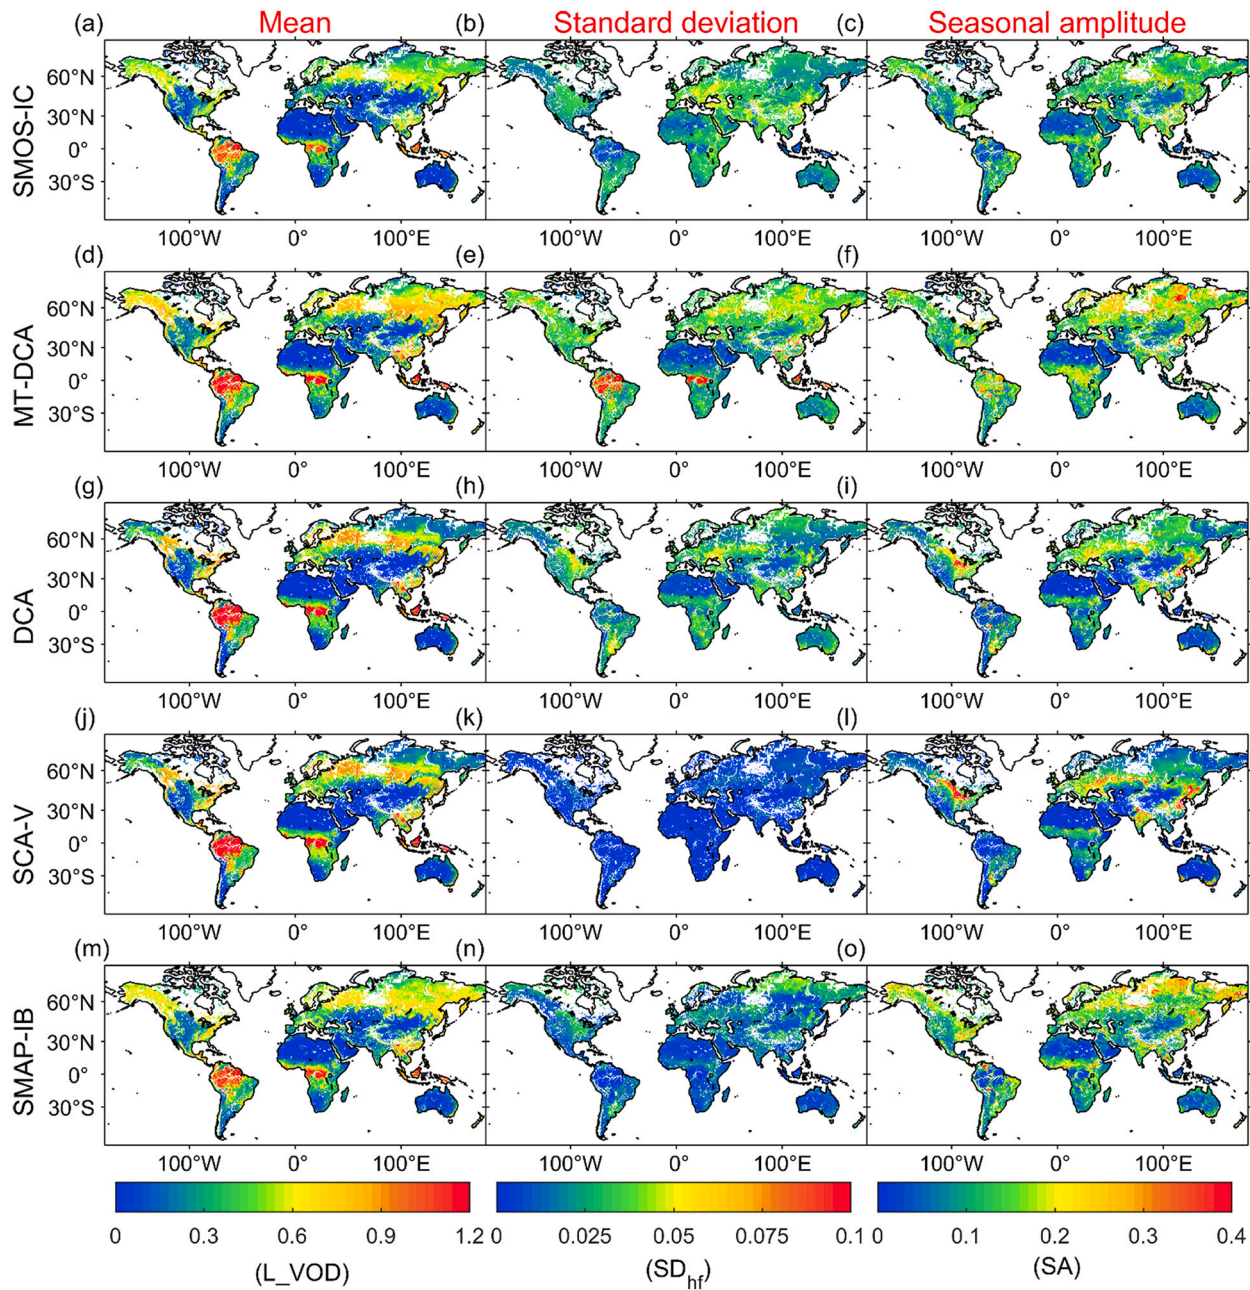 (a) Mean (b) Standard deviation (c) Seasonal amplitude
SMOS-IC
60°N
30°N
0°
30°S
100°W 0° 100°E 100°W 0° 100°E 100°W 0° 100°E
(d) (e) (f)
MT-DCA
60°N
30°N
0°
30°S
100°W 0° 100°E 100°W 0° 100°E 100°W 0° 100°E
(g) (h) (i)
DCA
60°N
30°N
0°
30°S
100°W 0° 100°E 100°W 0° 100°E 100°W 0° 100°E
(j) (k) (l)
SCA-V
60°N
30°N
0°
30°S
100°W 0° 100°E 100°W 0° 100°E 100°W 0° 100°E
(m) (n) (o)
SMAP-IB
60°N
30°N
0°
30°S
100°W 0° 100°E 100°W 0° 100°E 100°W 0° 100°E
0 0.3 0.6 0.9 1.2 0 0.025 0.05 0.075 0.1 0 0.1 0.2 0.3 0.4
(L_VOD) (SD_hf) (SA)